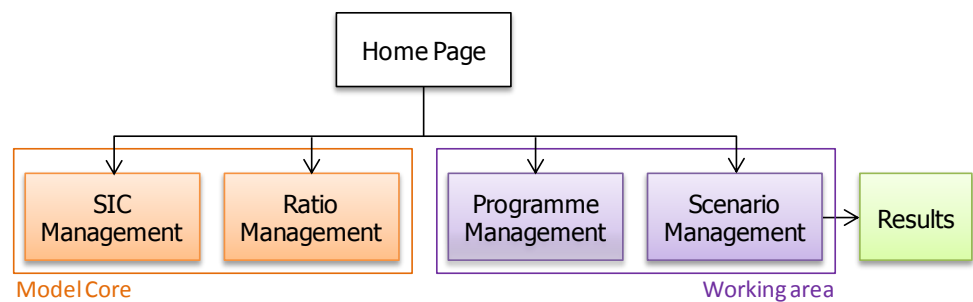 Home Page
SIC
Management
Ratio
Management
Programme
Management
Scenario
Management
Results
Model Core
Working area